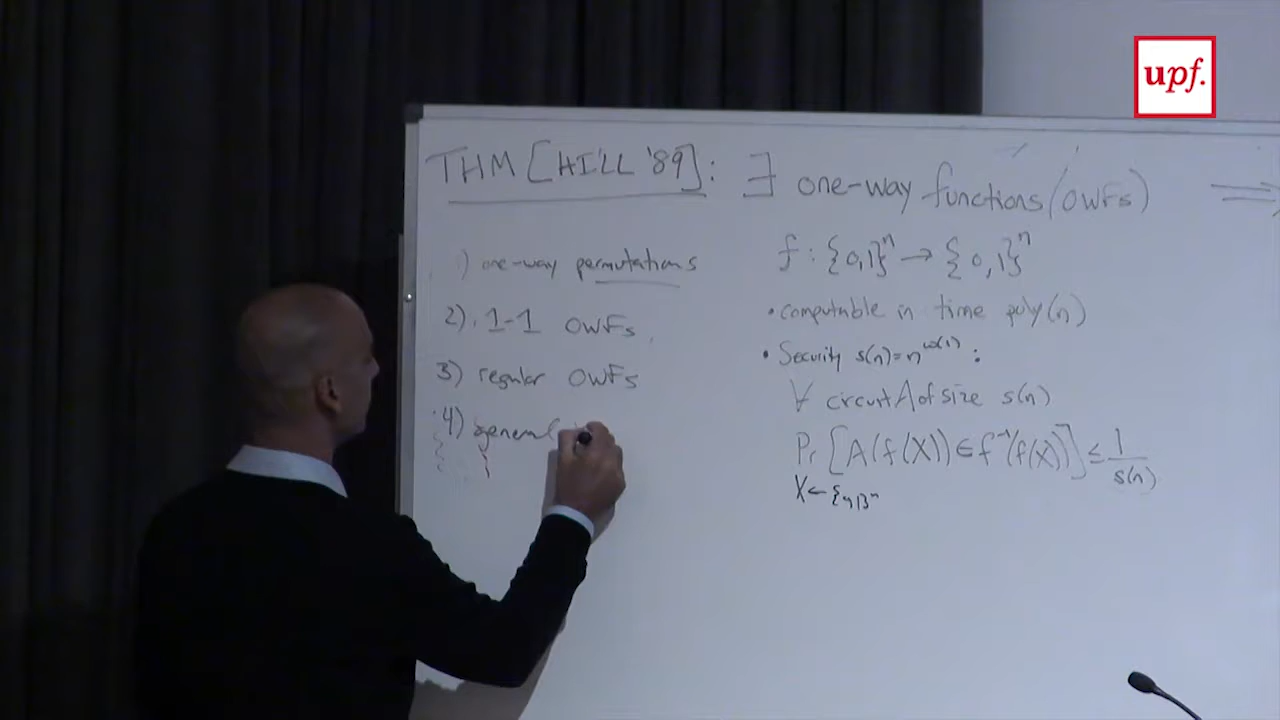 upf.
THM [HILL '89]: ∃ one-way functions (OWFs) ⟹
1) one-way permutations
2) 1-1 OWFs
3) regular OWFs
4) general
f : {0,1}ⁿ → {0,1}ⁿ
• computable in time poly(n)
• Security s(n) = n^ω(1) :
∀ circuit A of size s(n)
Pr [A(f(X)) ∈ f⁻¹(f(X))] ≤ 1/s(n)
X ← {0,1}ⁿ